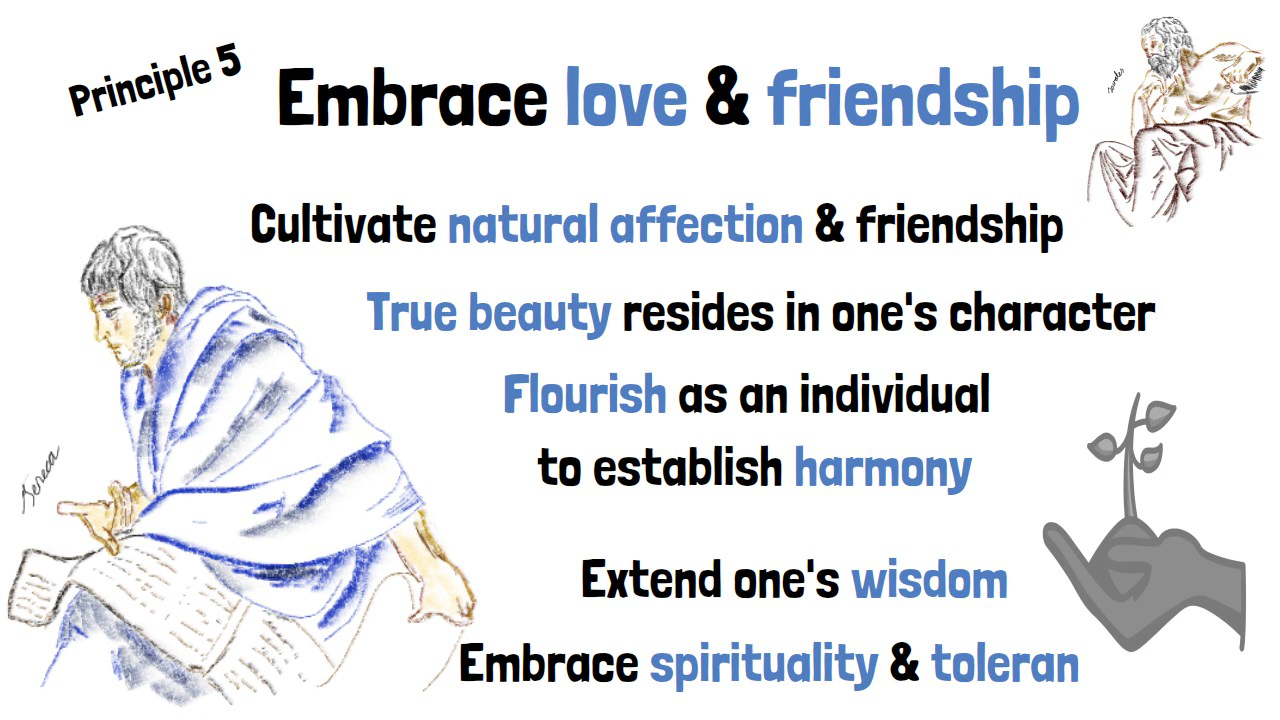 Principle 5
Embrace love & friendship
Cultivate natural affection & friendship
True beauty resides in one's character
Flourish as an individual
to establish harmony
Seneca
Extend one's wisdom
Embrace spirituality & toleran